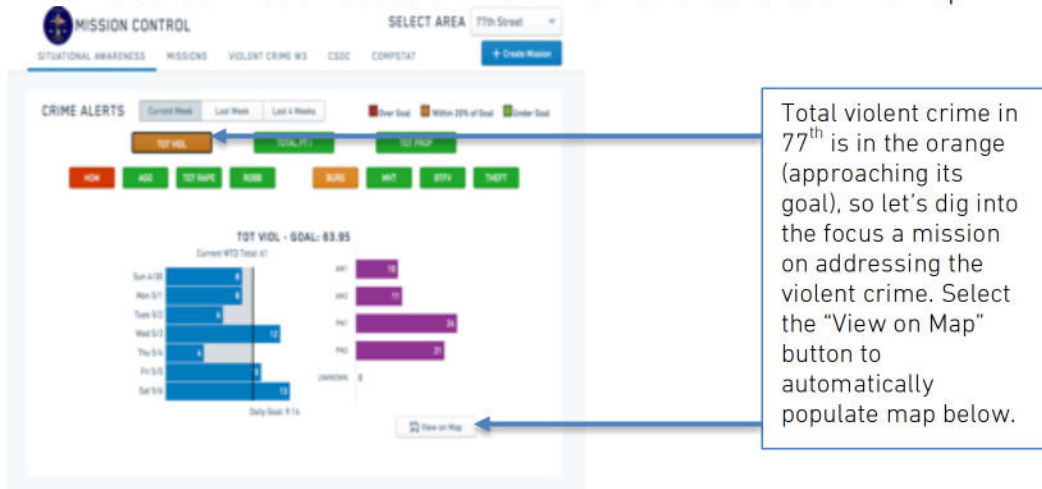 MISSION CONTROL
SELECT AREA 77th Street
SITUATIONAL AWARENESS MISSIONS VIOLENT CRIME W3 CSOC COMPSTAT + Create Mission
CRIME ALERTS Current Week Last Week Last 4 Weeks Over Goal Within 20% of Goal Under Goal
TOT VIOL TOTAL PT I TOT PROP
HOM AGG TOT RAPE ROBB BURG MVT BTFV THEFT
TOT VIOL - GOAL: 63.95
Current WTD Total: 61
Sun 4/30 8
Mon 5/1 8
Tues 5/2 6
Wed 5/3 12
Thu 5/4 4
Fri 5/5
Sat 5/6 13
Daily Goal: 9.14
AM1
AM2 11
PM1
PM2 21
UNKNOWN 0
View on Map
Total violent crime in
77th is in the orange
(approaching its
goal), so let's dig into
the focus a mission
on addressing the
violent crime. Select
the "View on Map"
button to
automatically
populate map below.